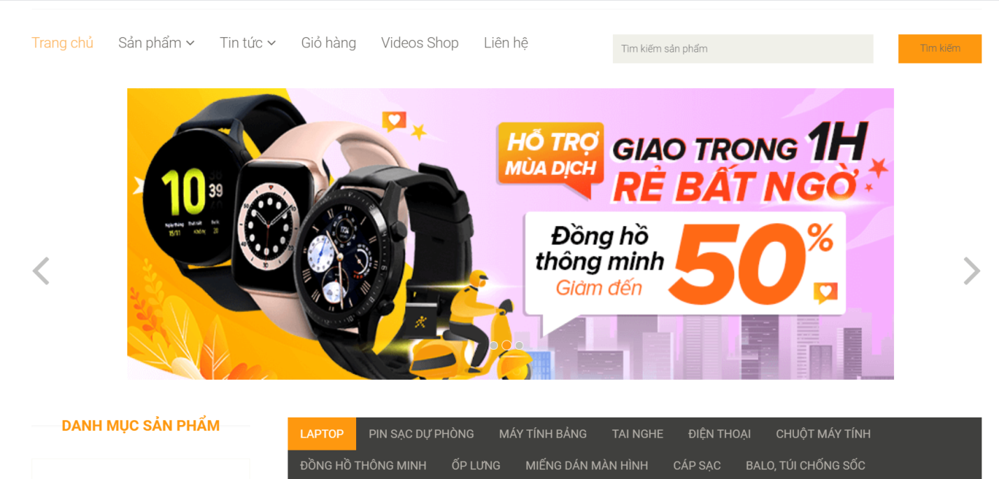 Trang chủ Sản phẩm Tin tức Giỏ hàng Videos Shop Liên hệ
Tìm kiếm sản phẩm Tìm kiếm
HỖ TRỢ
MÙA DỊCH
GIAO TRONG 1H
RẺ BẤT NGỜ
Đồng hồ
thông minh
Giảm đến
50%
10
39
DANH MỤC SẢN PHẨM
LAPTOP PIN SẠC DỰ PHÒNG MÁY TÍNH BẢNG TAI NGHE ĐIỆN THOẠI CHUỘT MÁY TÍNH
ĐỒNG HỒ THÔNG MINH ỐP LƯNG MIẾNG DÁN MÀN HÌNH CÁP SẠC BALO, TÚI CHỐNG SỐC